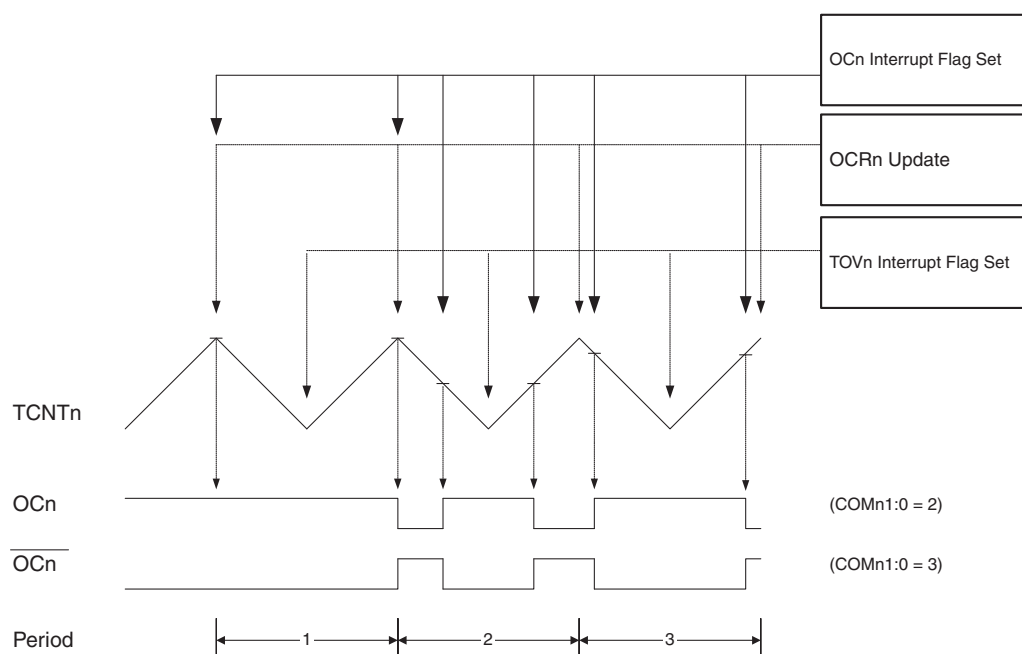 OCn Interrupt Flag Set
OCRn Update
TOVn Interrupt Flag Set
TCNTn
OCn (COMn1:0 = 2)
OCn (COMn1:0 = 3)
Period 1 2 3